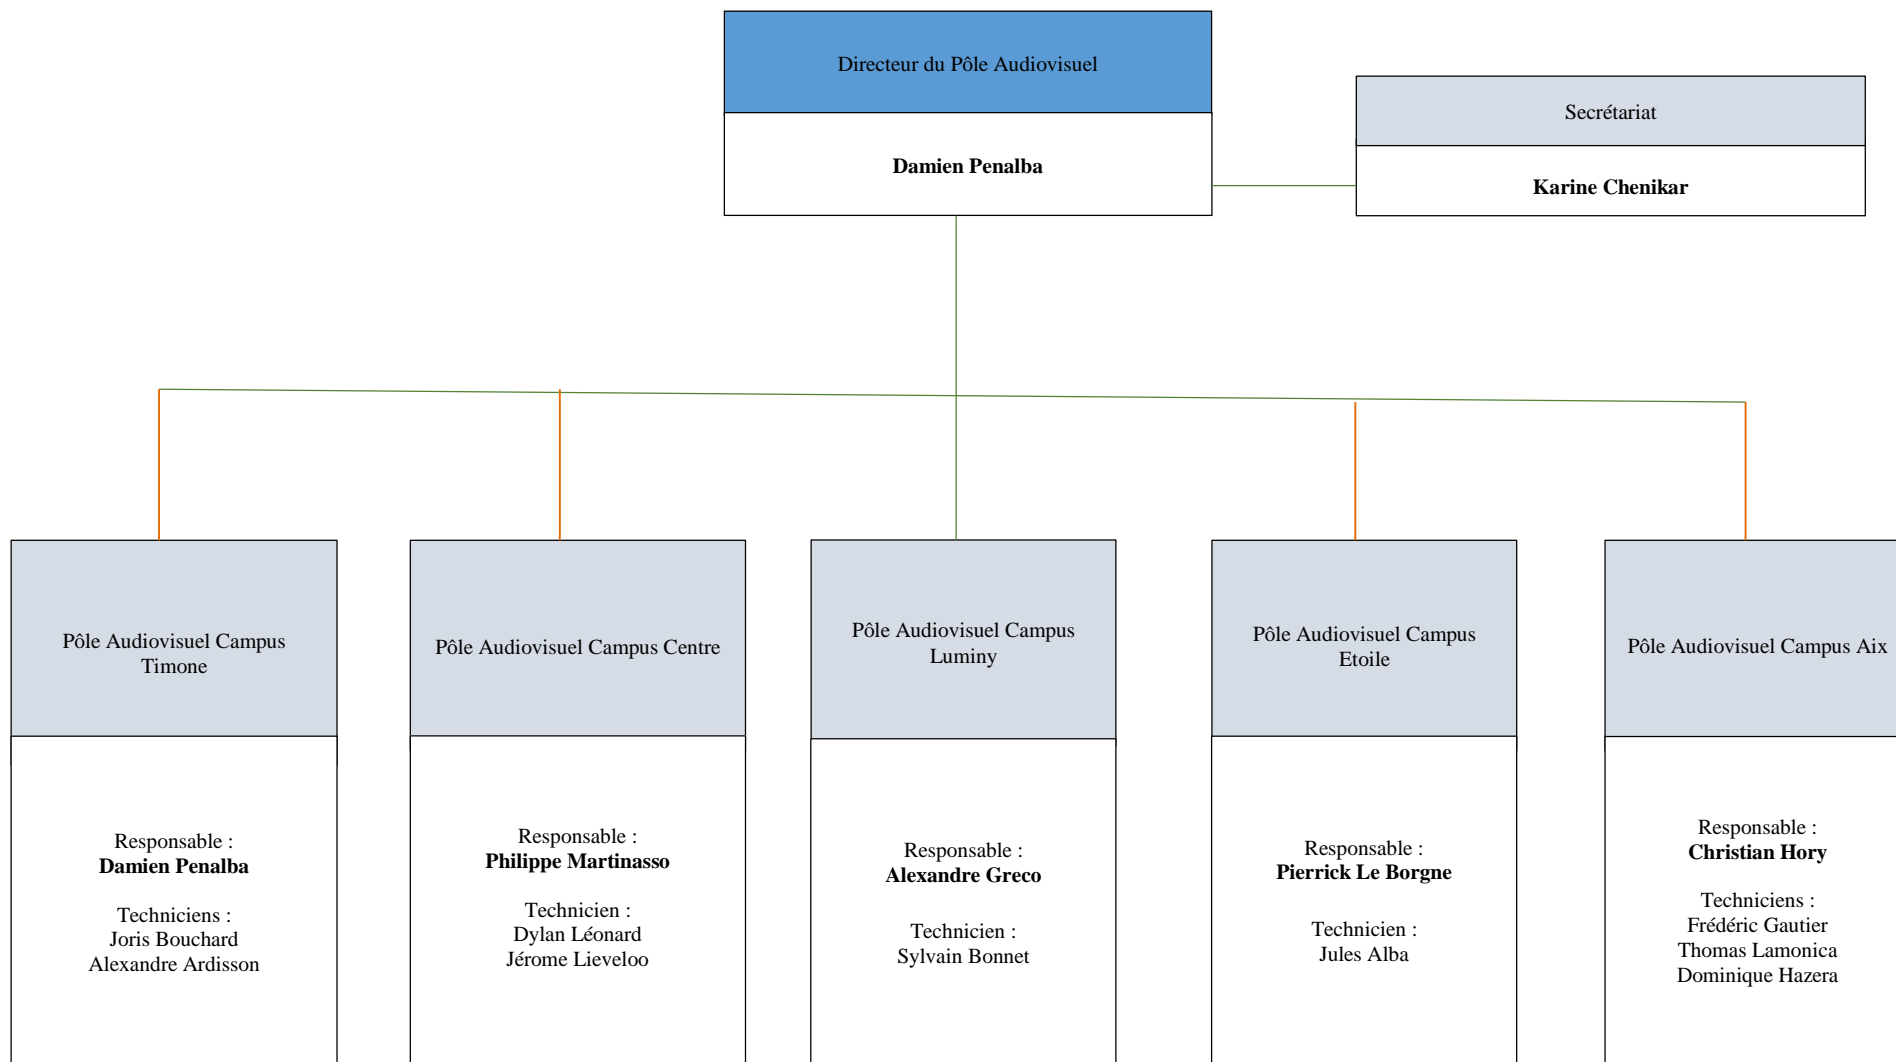 Directeur du Pôle Audiovisuel
Damien Penalba
Secrétariat
Karine Chenikar
Pôle Audiovisuel Campus
Timone
Responsable :
Damien Penalba
Techniciens :
Joris Bouchard
Alexandre Ardisson
Pôle Audiovisuel Campus Centre
Responsable :
Philippe Martinasso
Technicien :
Dylan Léonard
Jérome Lieveloo
Pôle Audiovisuel Campus
Luminy
Responsable :
Alexandre Greco
Technicien :
Sylvain Bonnet
Pôle Audiovisuel Campus
Etoile
Responsable :
Pierrick Le Borgne
Technicien :
Jules Alba
Pôle Audiovisuel Campus Aix
Responsable :
Christian Hory
Techniciens :
Frédéric Gautier
Thomas Lamonica
Dominique Hazera